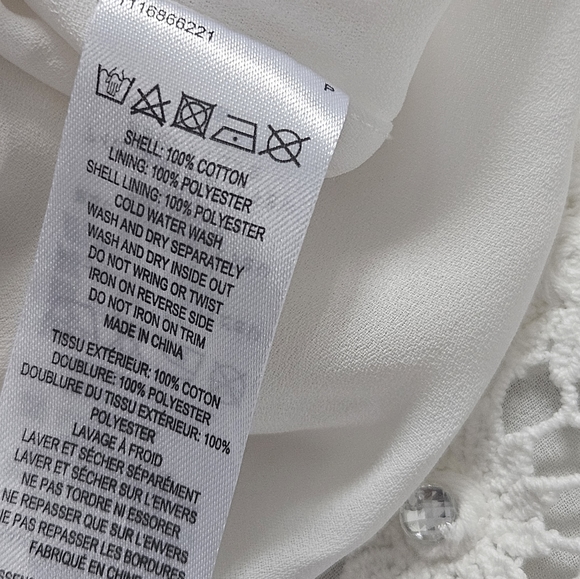 1116866221
P
SHELL: 100% COTTON
LINING: 100% POLYESTER
SHELL LINING: 100% POLYESTER
COLD WATER WASH
WASH AND DRY SEPARATELY
WASH AND DRY INSIDE OUT
DO NOT WRING OR TWIST
IRON ON REVERSE SIDE
DO NOT IRON ON TRIM
MADE IN CHINA
TISSU EXTÉRIEUR: 100% COTON
DOUBLURE: 100% POLYESTER
DOUBLURE DU TISSU EXTÉRIEUR: 100%
POLYESTER
LAVAGE À FROID
LAVER ET SÉCHER SÉPARÉMENT
LAVER ET SÉCHER SUR L'ENVERS
NE PAS TORDRE NI ESSORER
NE REPASSER QUE SUR L'ENVERS
NE PAS REPASSER LES BORDURES
FABRIQUÉ EN CHINE